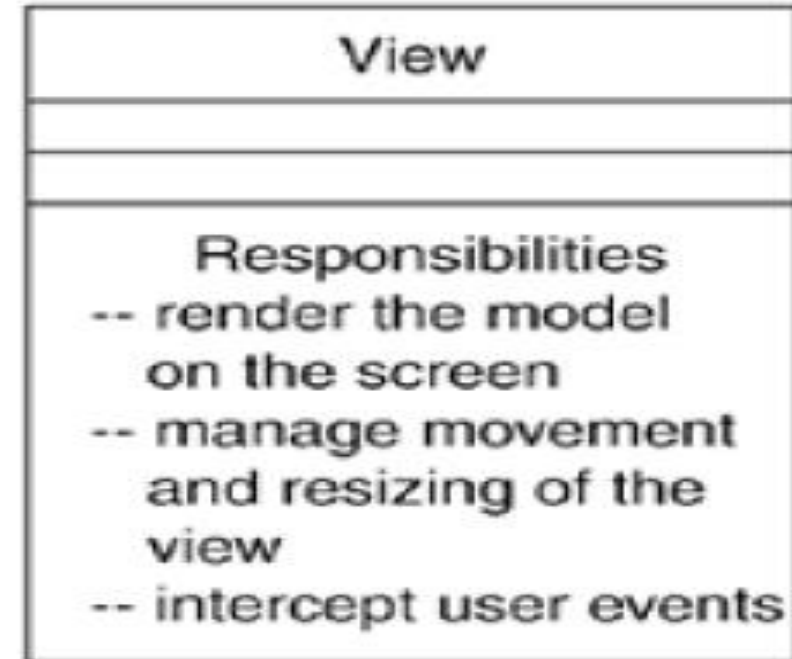 View
Responsibilities
-- render the model
on the screen
-- manage movement
and resizing of the
view
-- intercept user events